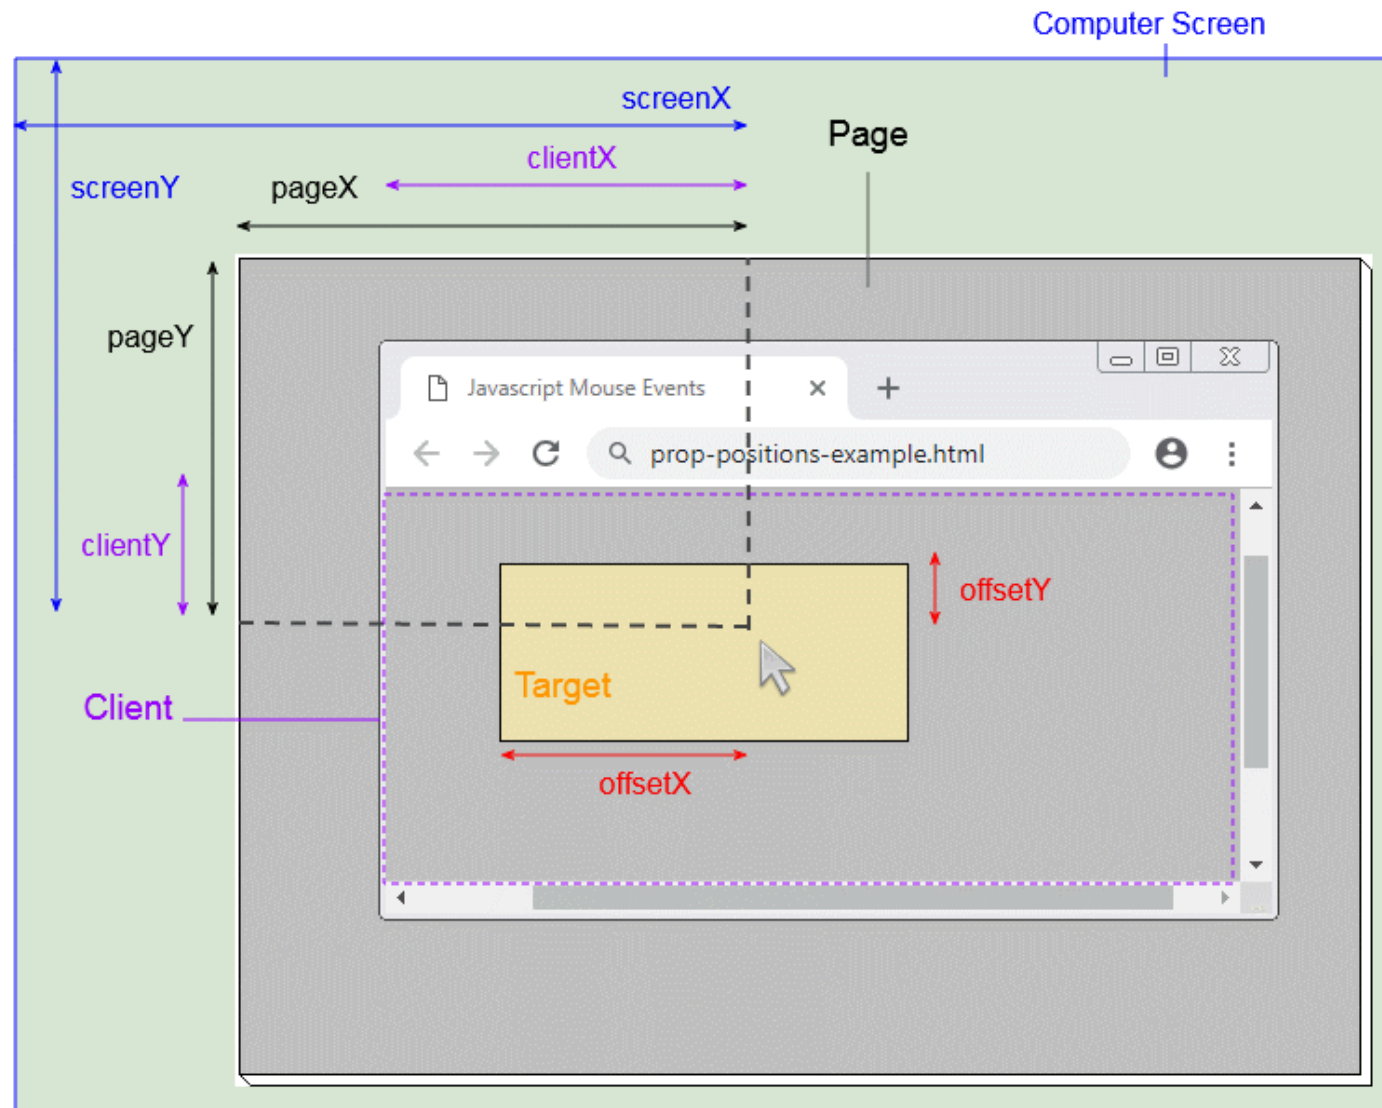 Computer Screen
screenX
Page
clientX
screenY
pageX
pageY
Javascript Mouse Events
prop-positions-example.html
clientY
offsetY
Target
Client
offsetX